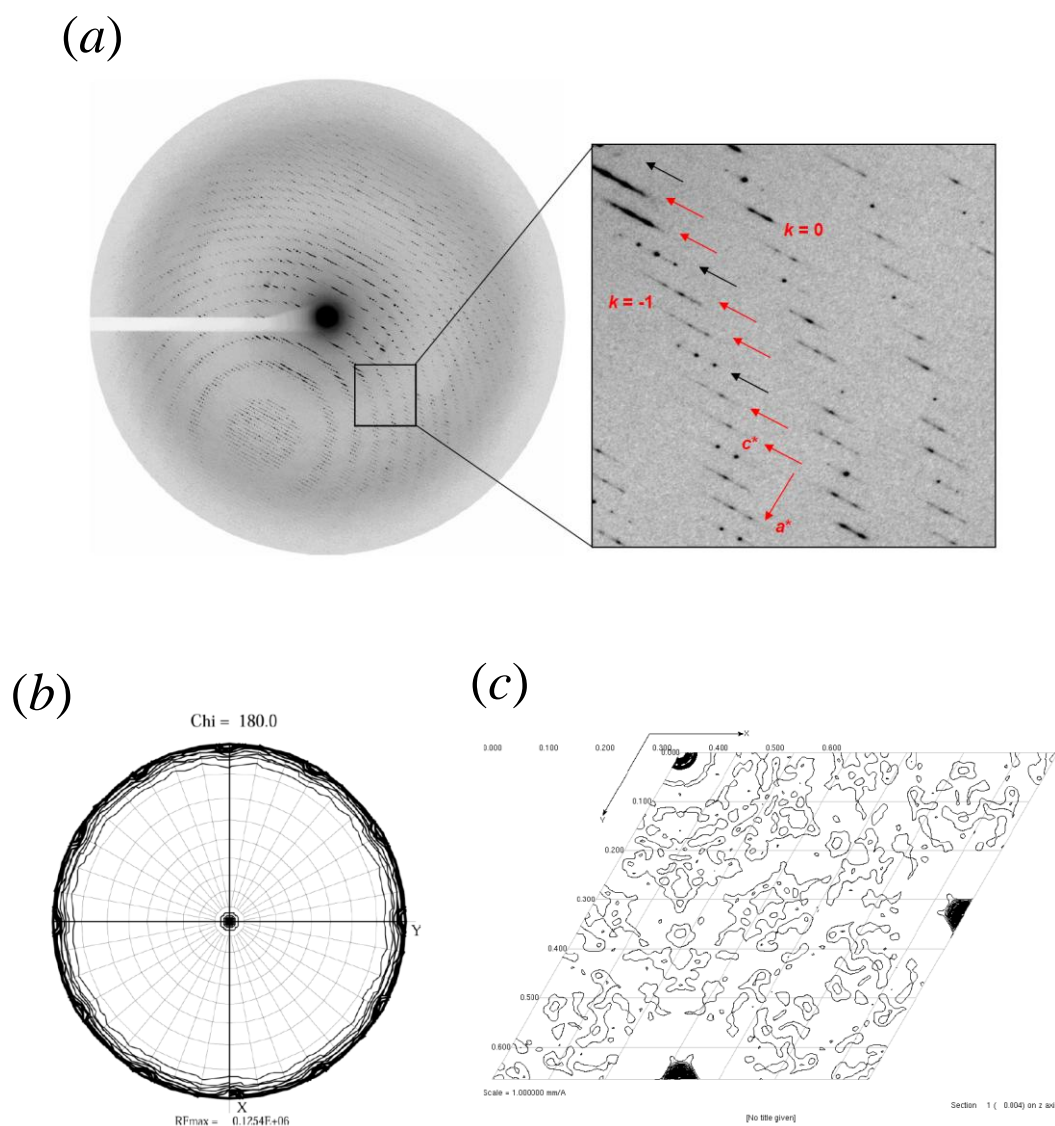 (a)
k = 0
k = -1
c*
a*
(b)
Chi = 180.0
Y
X
RFmax = 0.1254E+06
(c)
X
0.000 0.100 0.200 0.300 0.400 0.500 0.600
0.000
0.100
Y
0.200
0.300
0.400
0.500
0.600
Scale = 1.000000 mm/A
Section 1 ( 0.004) on z axi
[No title given]